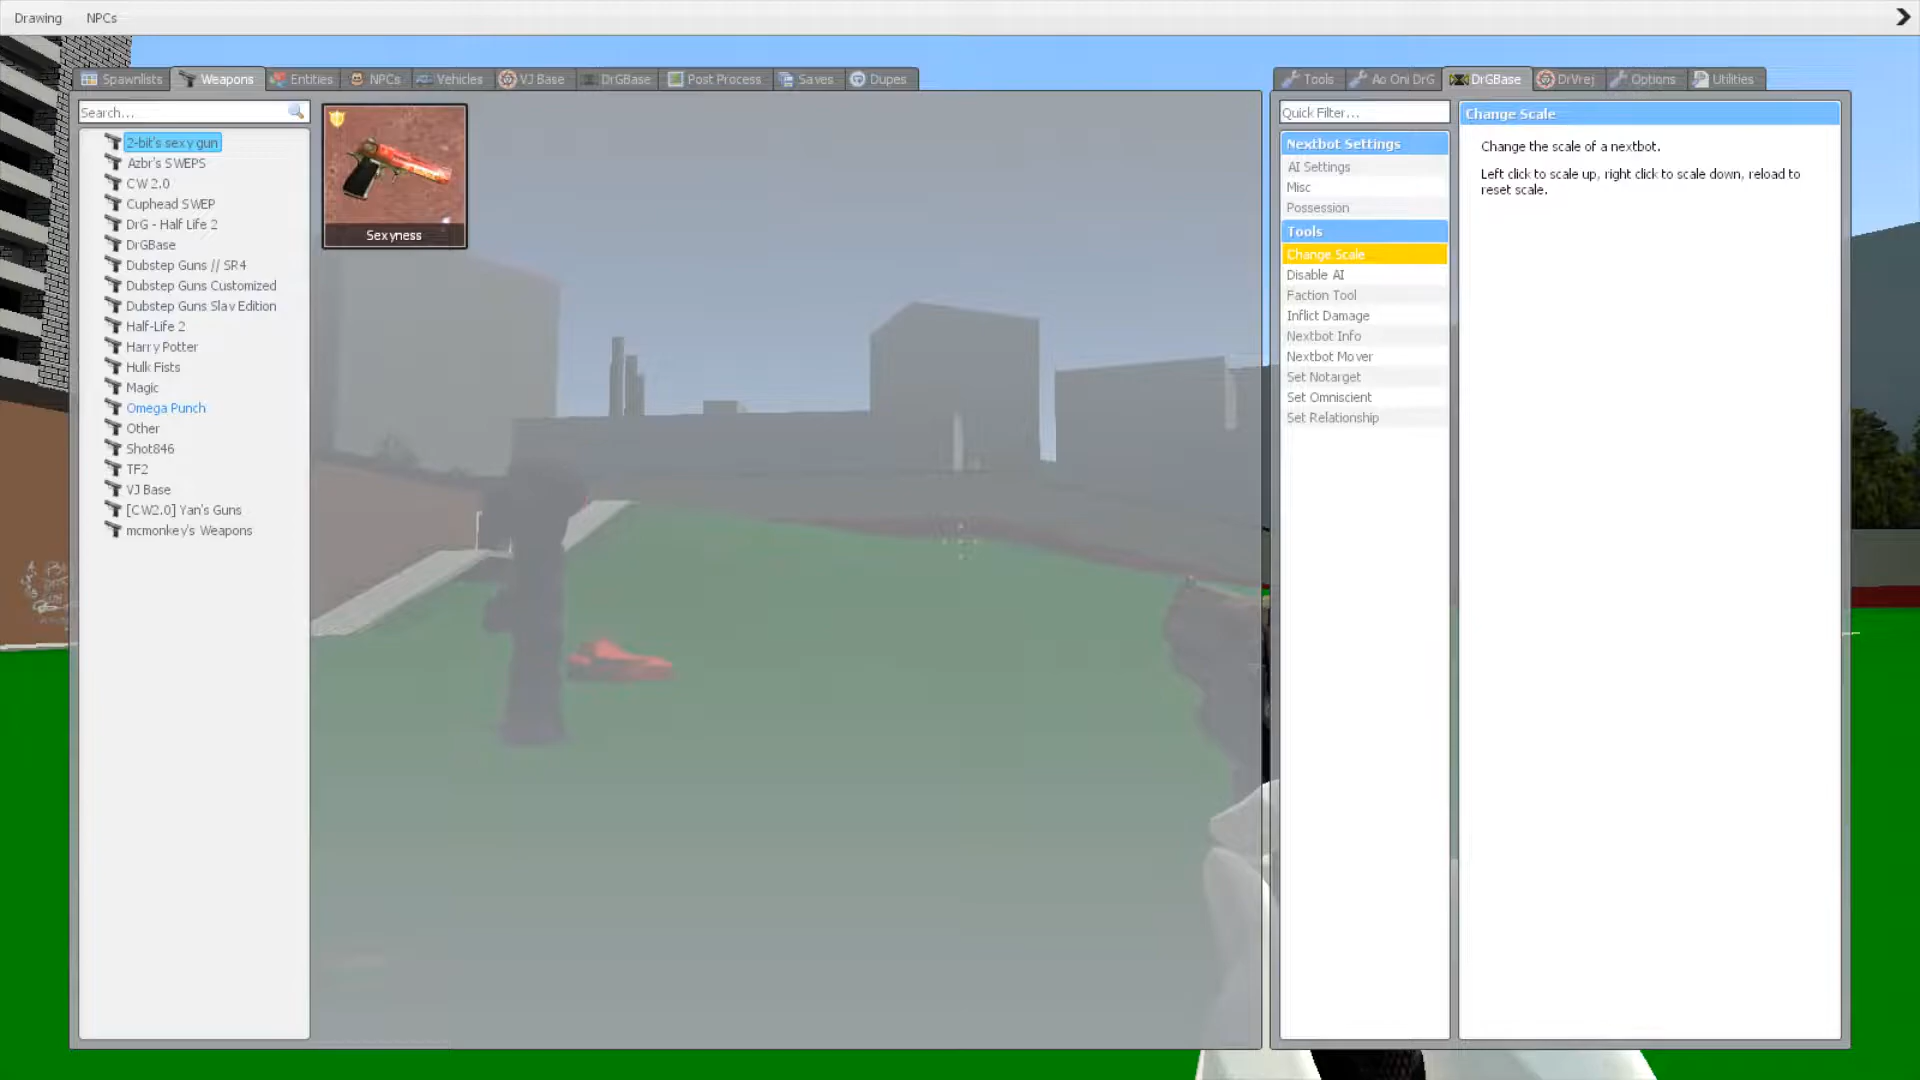 Drawing NPCs
Spawnlists Weapons Entities NPCs Vehicles VJ Base DrGBase Post Process Saves Dupes
Tools Ao Oni DrG DrGBase DrVrej Options Utilities
Search...
2-bit's sexy gun
Azbr's SWEPS
CW 2.0
Cuphead SWEP
DrG - Half Life 2
DrGBase
Dubstep Guns // SR4
Dubstep Guns Customized
Dubstep Guns Slav Edition
Half-Life 2
Harry Potter
Hulk Fists
Magic
Omega Punch
Other
Shot846
TF2
VJ Base
[CW2.0] Yan's Guns
mcmonkey's Weapons
Sexyness
Quick Filter...
Nextbot Settings
AI Settings
Misc
Possession
Tools
Change Scale
Disable AI
Faction Tool
Inflict Damage
Nextbot Info
Nextbot Mover
Set Notarget
Set Omniscient
Set Relationship
Change Scale
Change the scale of a nextbot.
Left click to scale up, right click to scale down, reload to
reset scale.